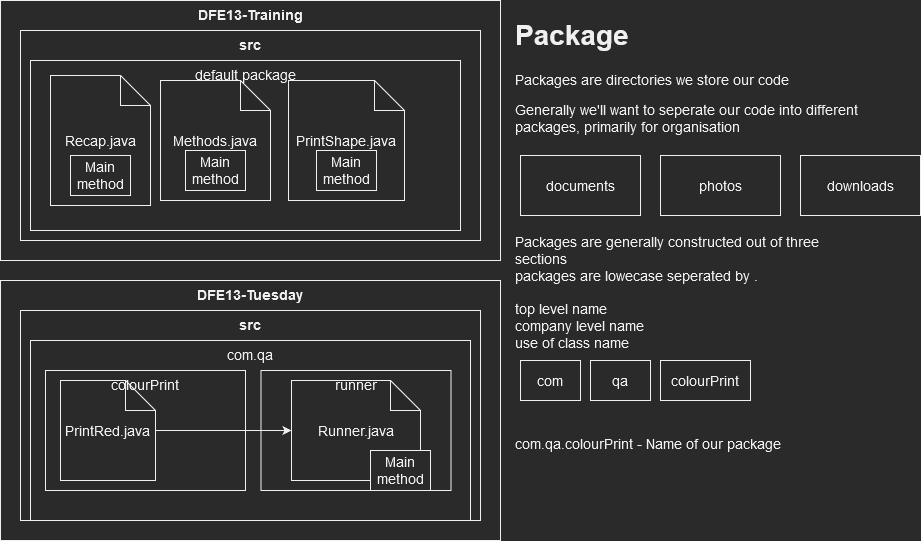 DFE13-Training
src
default package
Recap.java
Main
method
Methods.java
Main
method
PrintShape.java
Main
method
DFE13-Tuesday
src
com.qa
colourPrint
PrintRed.java
runner
Runner.java
Main
method
Package
Packages are directories we store our code
Generally we'll want to seperate our code into different
packages, primarily for organisation
documents
photos
downloads
Packages are generally constructed out of three
sections
packages are lowecase seperated by .
top level name
company level name
use of class name
com
qa
colourPrint
com.qa.colourPrint - Name of our package